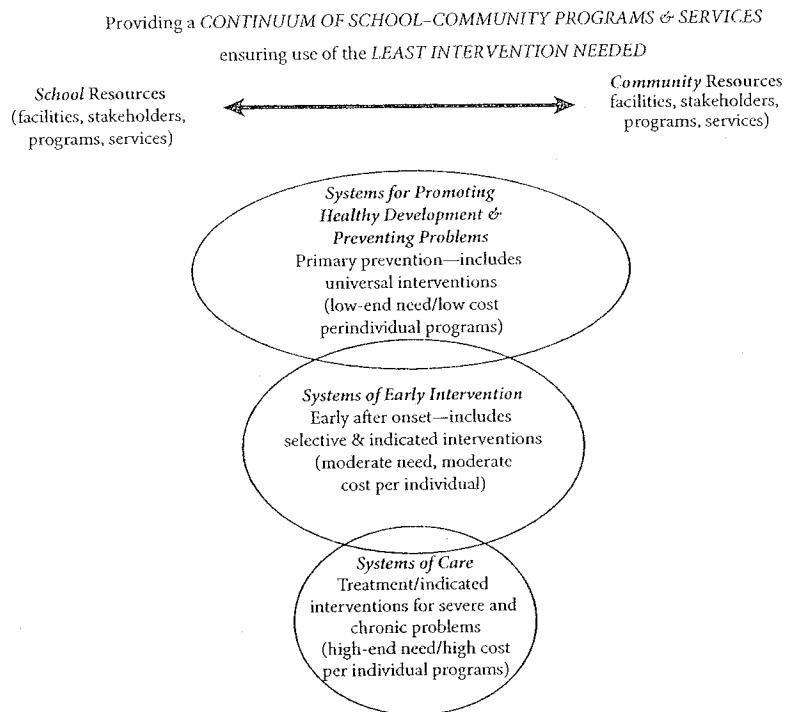 Providing a CONTINUUM OF SCHOOL–COMMUNITY PROGRAMS & SERVICES
ensuring use of the LEAST INTERVENTION NEEDED
School Resources
(facilities, stakeholders,
programs, services)
Community Resources
facilities, stakeholders,
programs, services)
Systems for Promoting
Healthy Development &
Preventing Problems
Primary prevention—includes
universal interventions
(low-end need/low cost
perindividual programs)
Systems of Early Intervention
Early after onset—includes
selective & indicated interventions
(moderate need, moderate
cost per individual)
Systems of Care
Treatment/indicated
interventions for severe and
chronic problems
(high-end need/high cost
per individual programs)